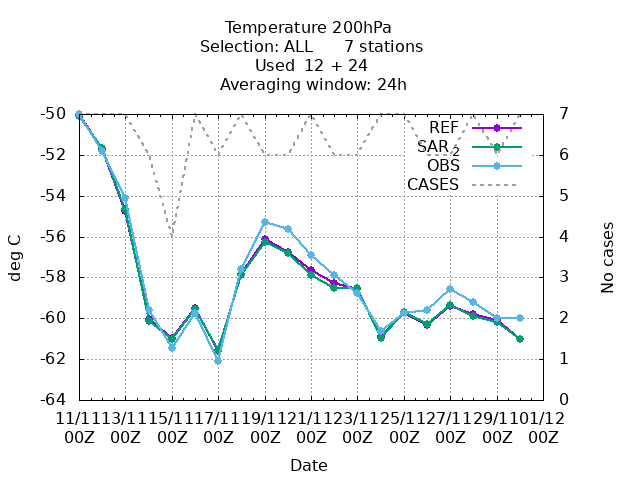 Temperature 200hPa
Selection: ALL      7 stations
Used  12 + 24
Averaging window: 24h
-50
-52
-54
-56
-58
-60
-62
-64
deg C
7
6
5
4
3
2
1
0
No cases
REF
SAR_2
OBS
CASES
11/11 13/11 15/11 17/11 19/11 21/11 23/11 25/11 27/11 29/11 01/12
00Z 00Z 00Z 00Z 00Z 00Z 00Z 00Z 00Z 00Z 00Z
Date